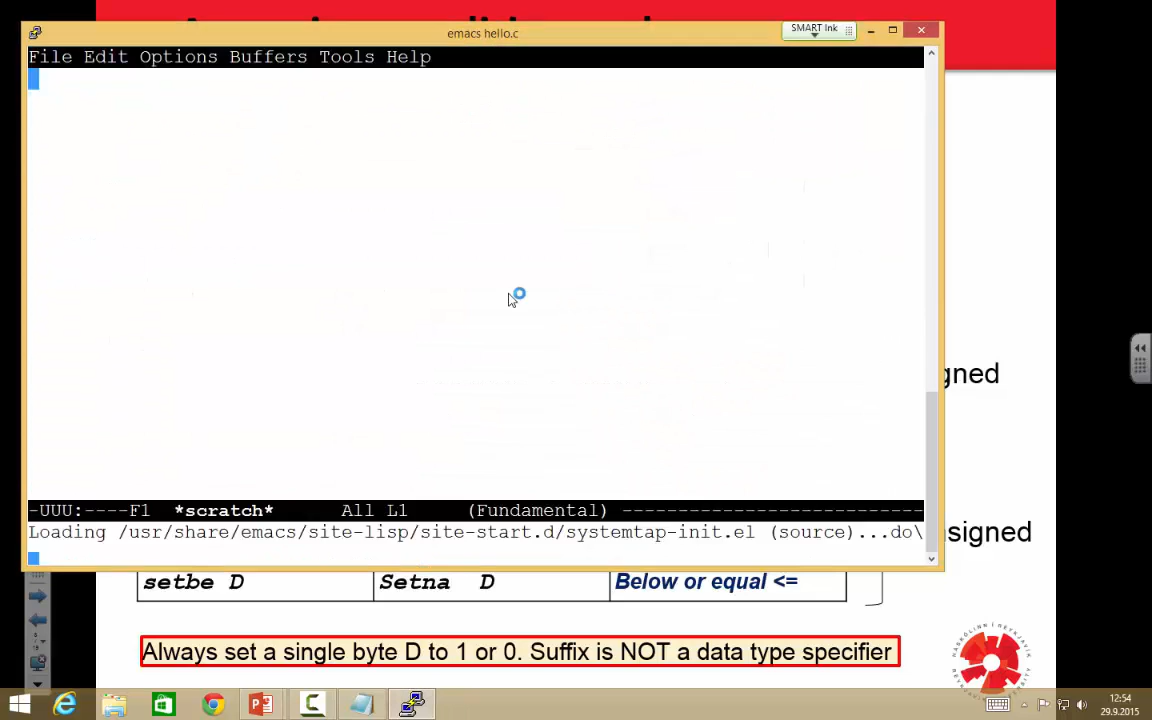 emacs hello.c
SMART Ink
File Edit Options Buffers Tools Help
-UUU:----F1 *scratch* All L1 (Fundamental) --------------------------
Loading /usr/share/emacs/site-lisp/site-start.d/systemtap-init.el (source)...do\
gned
signed
setbe D Setna D Below or equal <=
Always set a single byte D to 1 or 0. Suffix is NOT a data type specifier
12:54
29.9.2015